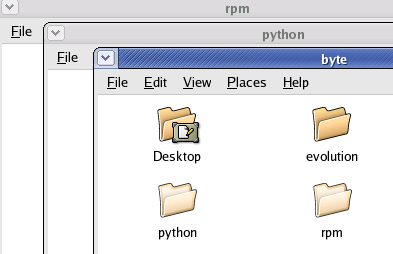 rpm
File
python
File
byte
File Edit View Places Help
Desktop evolution
python rpm